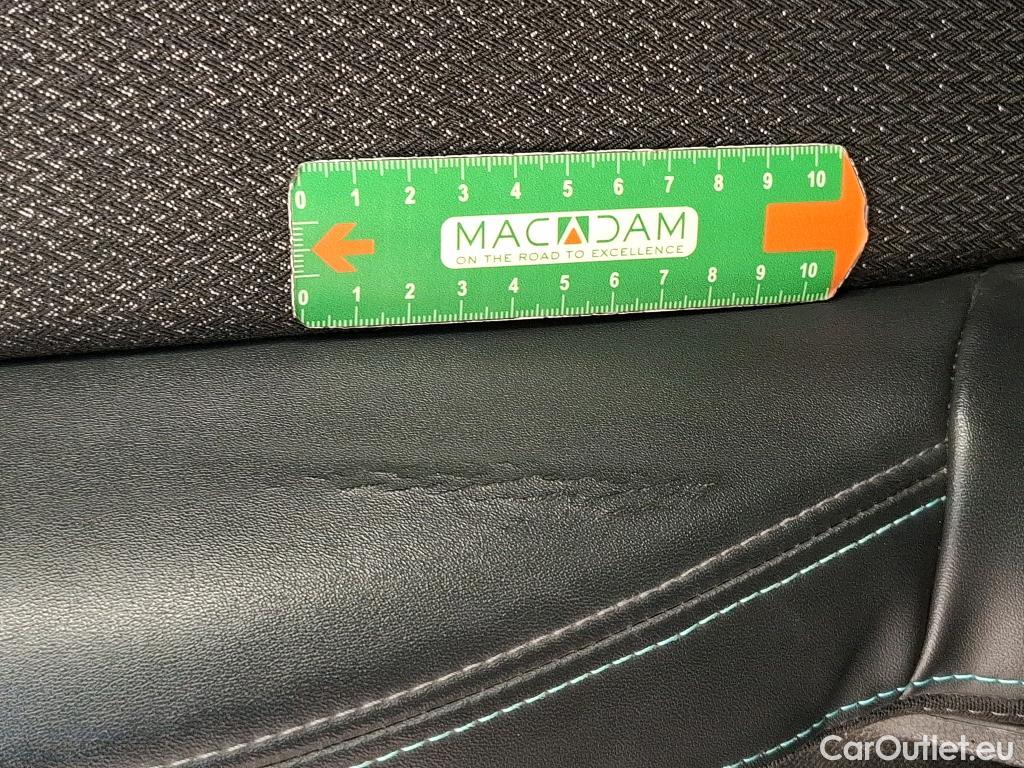 0 1 2 3 4 5 6 7 8 9 10
MACADAM
ON THE ROAD TO EXCELLENCE
0 1 2 3 4 5 6 7 8 9 10
CarOutlet.eu